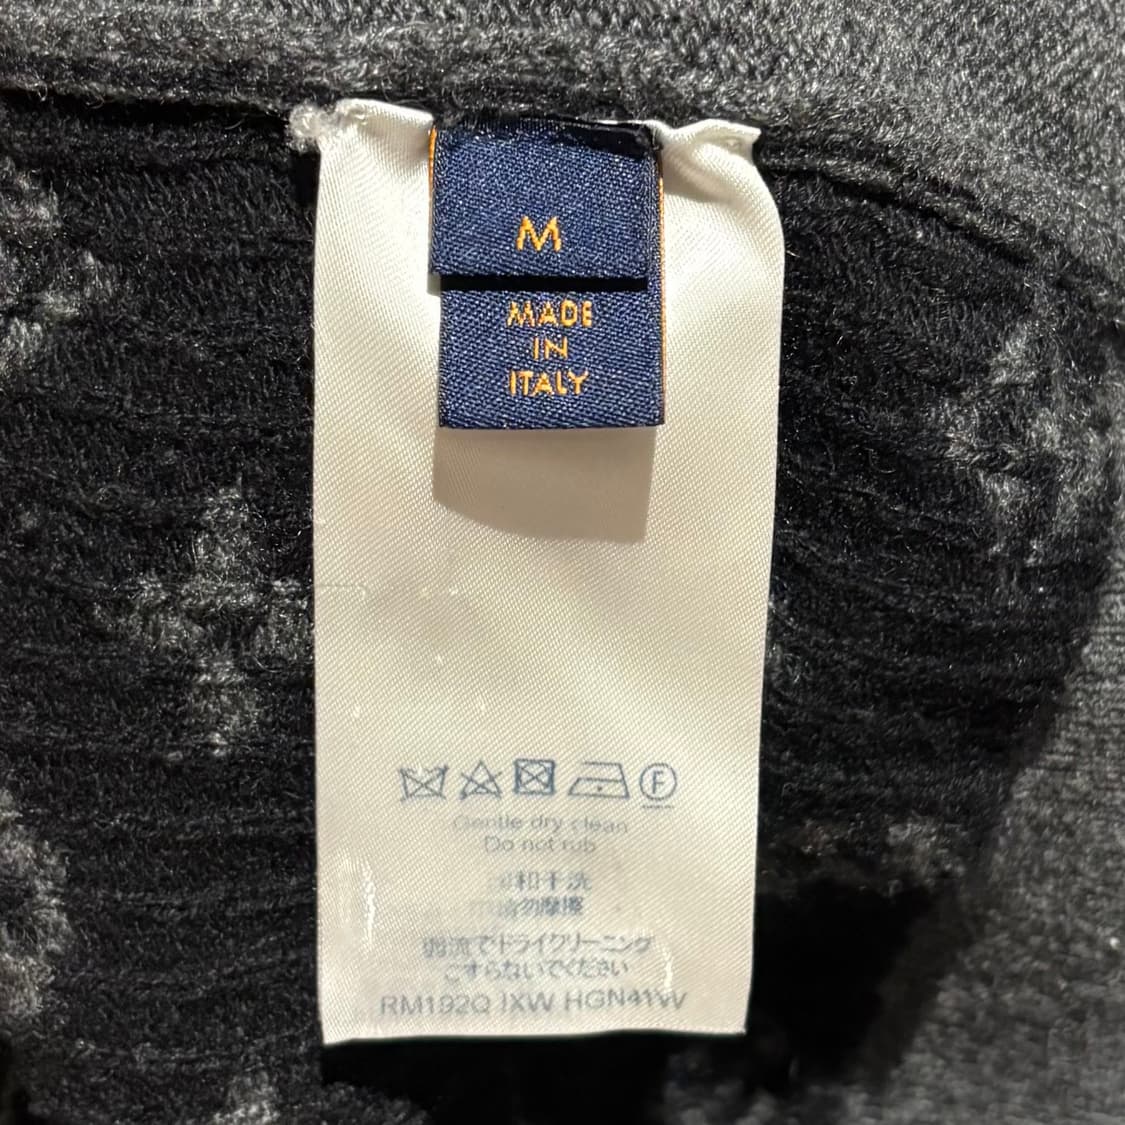 M
MADE
IN
ITALY
F
Gentle dry clean
Do not rub
和干洗
请勿摩擦
弱流でドライクリーニング
こすらないでください
RM192Q IXW HGN41W